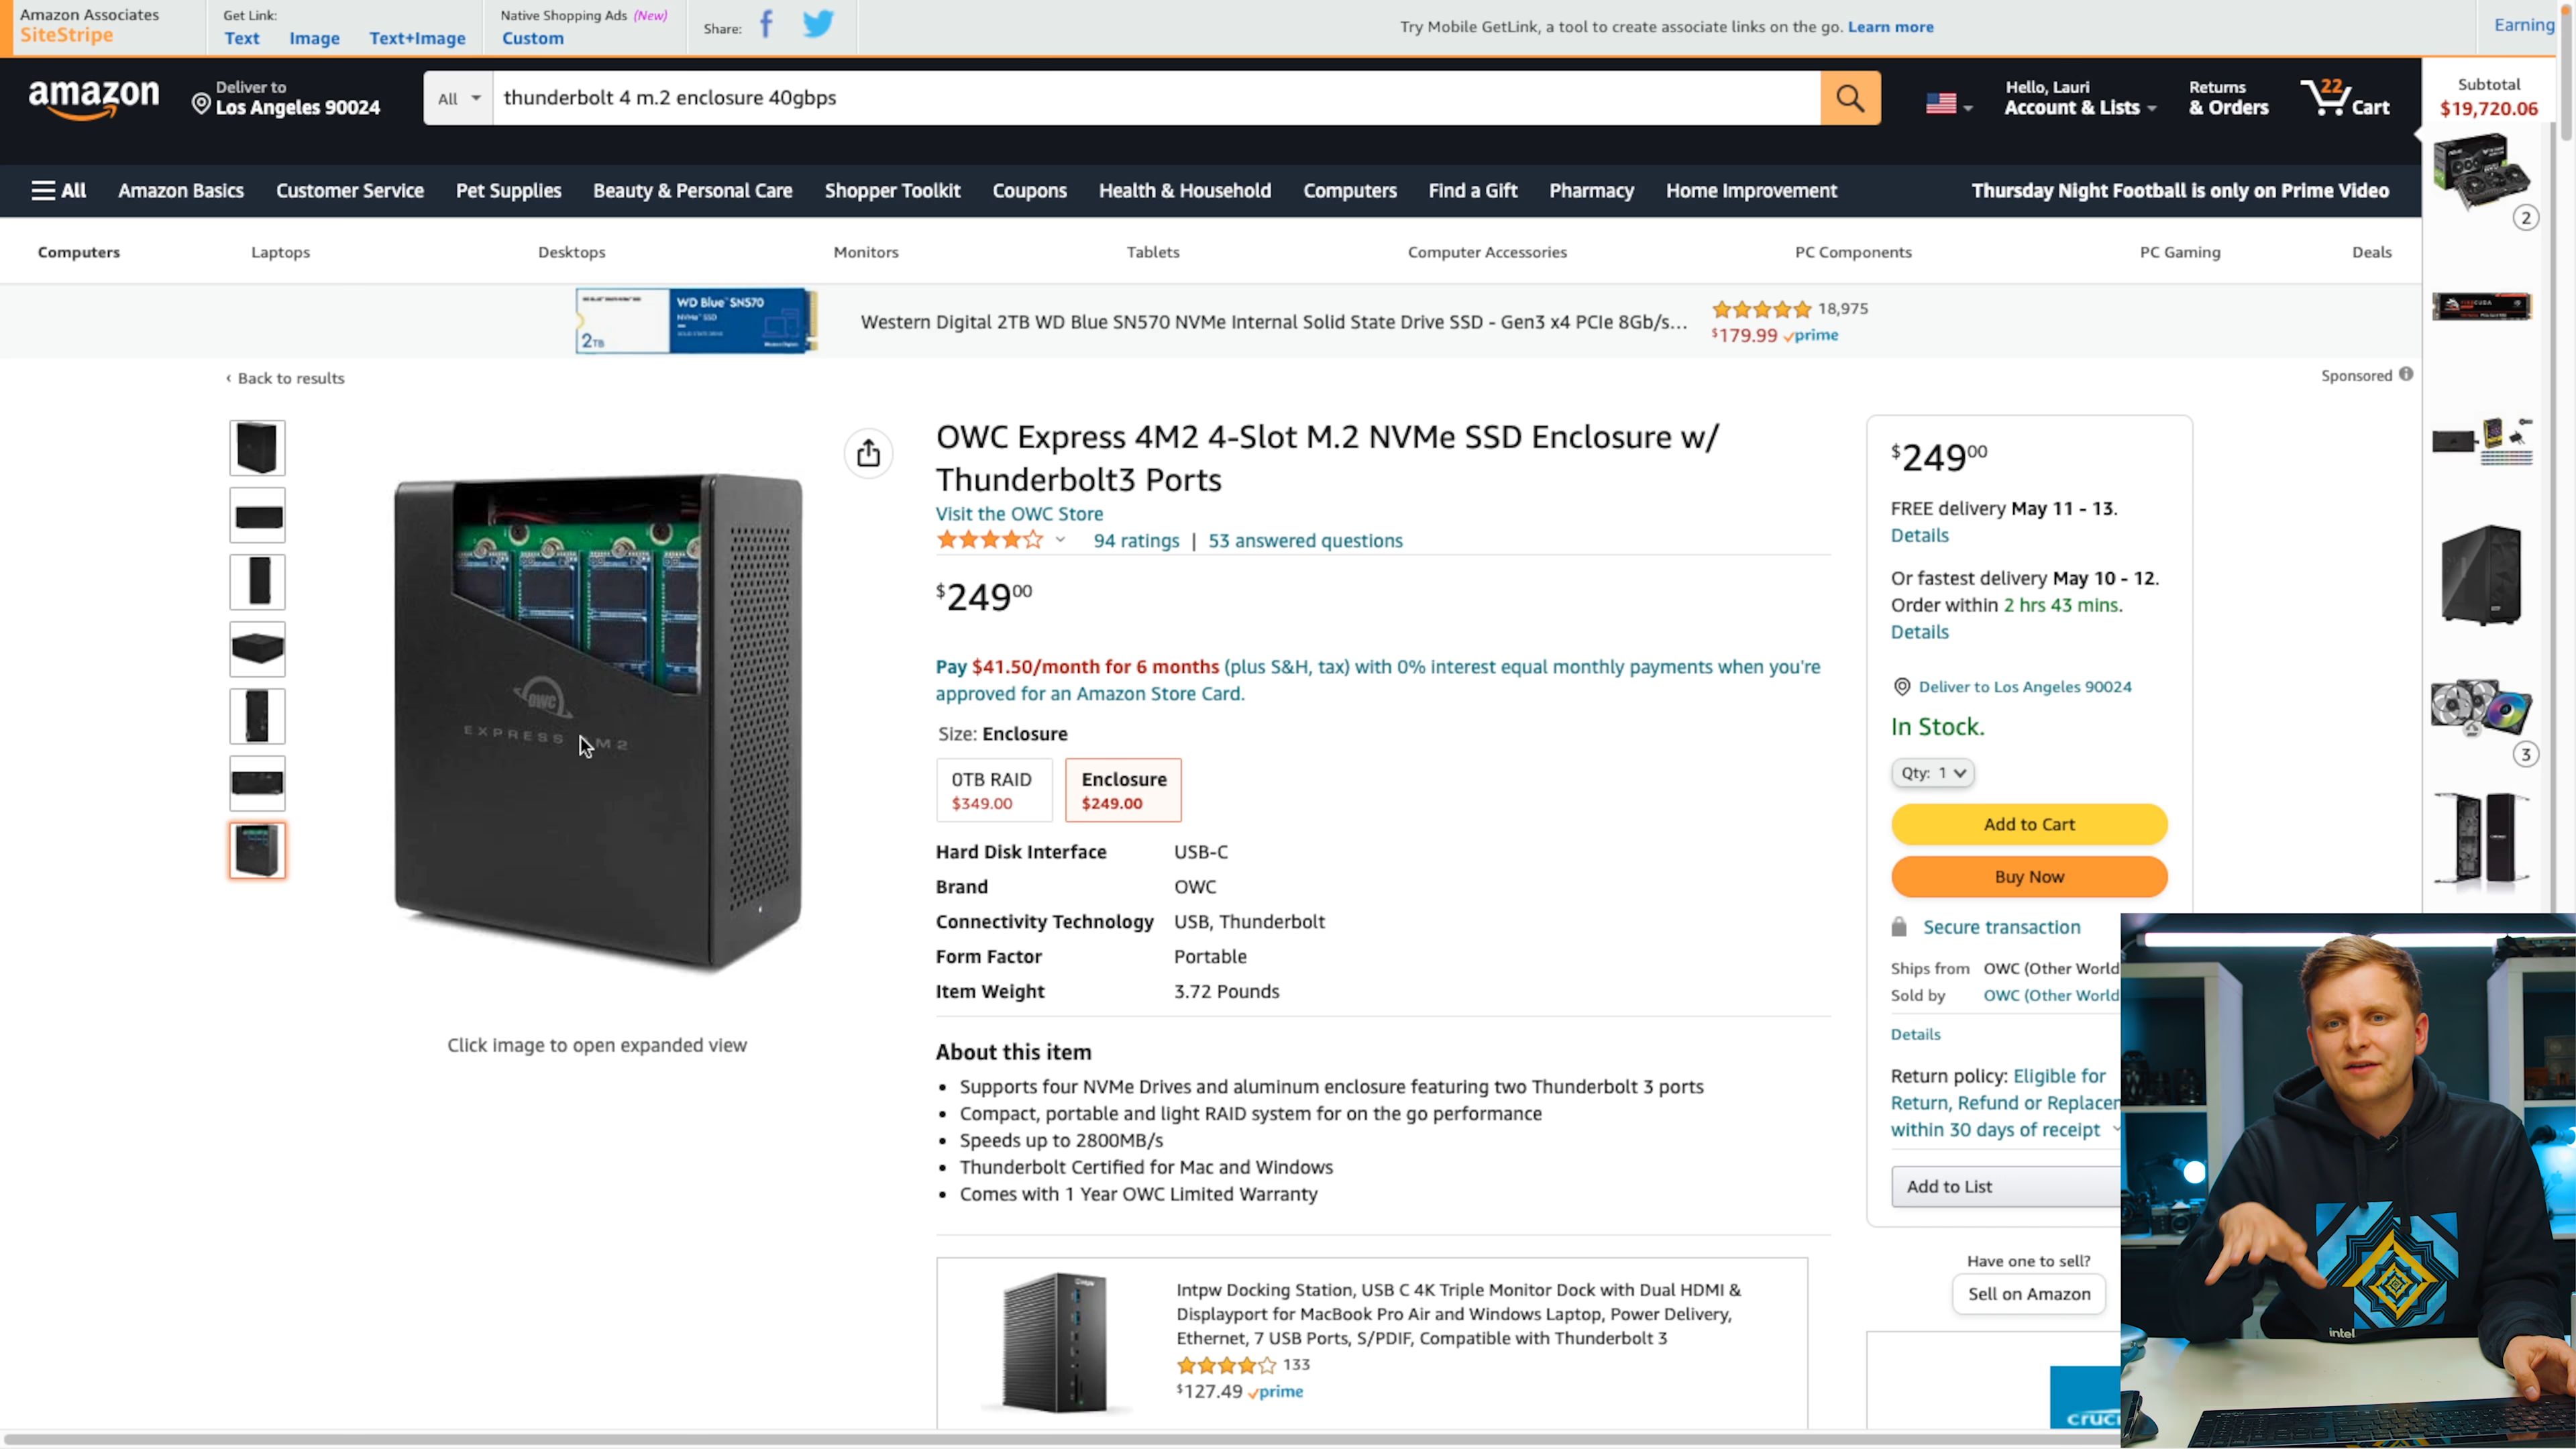 Amazon Associates
SiteStripe
Get Link:
Text Image Text+Image
Native Shopping Ads (New)
Custom
Share:
Try Mobile GetLink, a tool to create associate links on the go. Learn more
Earning
amazon
Deliver to
Los Angeles 90024
All
thunderbolt 4 m.2 enclosure 40gbps
Hello, Lauri
Account & Lists
Returns
& Orders
22
Cart
Subtotal
$19,720.06
All Amazon Basics Customer Service Pet Supplies Beauty & Personal Care Shopper Toolkit Coupons Health & Household Computers Find a Gift Pharmacy Home Improvement
Thursday Night Football is only on Prime Video
2
Computers Laptops Desktops Monitors Tablets Computer Accessories PC Components PC Gaming Deals
WD Blue™ SN570
NVMe™ SSD
2TB
Western Digital 2TB WD Blue SN570 NVMe Internal Solid State Drive SSD - Gen3 x4 PCIe 8Gb/s...
18,975
$179.99 prime
‹ Back to results
Sponsored
OWC Express 4M2 4-Slot M.2 NVMe SSD Enclosure w/
Thunderbolt3 Ports
Visit the OWC Store
94 ratings | 53 answered questions
$249.00
Pay $41.50/month for 6 months (plus S&H, tax) with 0% interest equal monthly payments when you're
approved for an Amazon Store Card.
Size: Enclosure
0TB RAID
$349.00
Enclosure
$249.00
Hard Disk Interface USB-C
Brand OWC
Connectivity Technology USB, Thunderbolt
Form Factor Portable
Item Weight 3.72 Pounds
About this item
• Supports four NVMe Drives and aluminum enclosure featuring two Thunderbolt 3 ports
• Compact, portable and light RAID system for on the go performance
• Speeds up to 2800MB/s
• Thunderbolt Certified for Mac and Windows
• Comes with 1 Year OWC Limited Warranty
OWC
EXPRESS M2
Click image to open expanded view
$249.00
FREE delivery May 11 - 13.
Details
Or fastest delivery May 10 - 12.
Order within 2 hrs 43 mins.
Details
Deliver to Los Angeles 90024
In Stock.
Qty: 1
3
Add to Cart
Buy Now
Secure transaction
Ships from OWC (Other World
Sold by OWC (Other World
Details
Return policy: Eligible for
Return, Refund or Replacem
within 30 days of receipt
Add to List
Have one to sell?
Sell on Amazon
Intpw Docking Station, USB C 4K Triple Monitor Dock with Dual HDMI &
Displayport for MacBook Pro Air and Windows Laptop, Power Delivery,
Ethernet, 7 USB Ports, S/PDIF, Compatible with Thunderbolt 3
133
$127.49 prime
cruc
intel